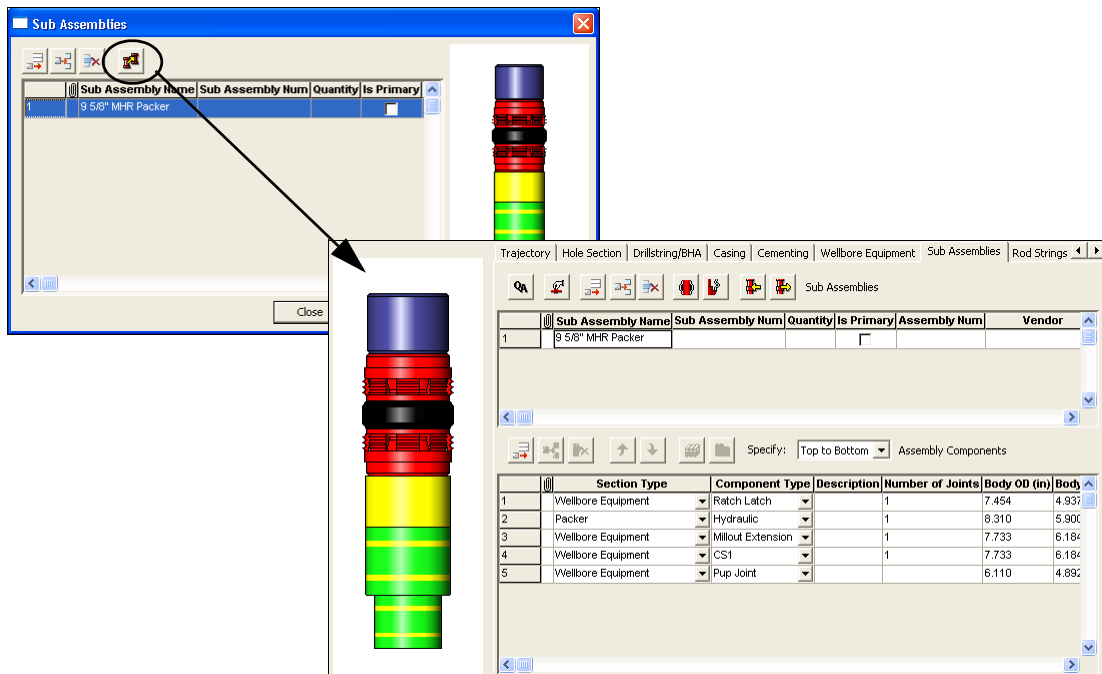 Sub Assemblies
Sub Assembly Name Sub Assembly Num Quantity Is Primary
1 9 5/8" MHR Packer
Close
Trajectory Hole Section Drillstring/BHA Casing Cementing Wellbore Equipment Sub Assemblies Rod Strings
QA Sub Assemblies
Sub Assembly Name Sub Assembly Num Quantity Is Primary Assembly Num Vendor
1 9 5/8" MHR Packer
Specify: Top to Bottom Assembly Components
Section Type Component Type Description Number of Joints Body OD (in) Body
1 Wellbore Equipment Ratch Latch 1 7.454 4.937
2 Packer Hydraulic 1 8.310 5.900
3 Wellbore Equipment Millout Extension 1 7.733 6.184
4 Wellbore Equipment CS1 1 7.733 6.184
5 Wellbore Equipment Pup Joint 6.110 4.892